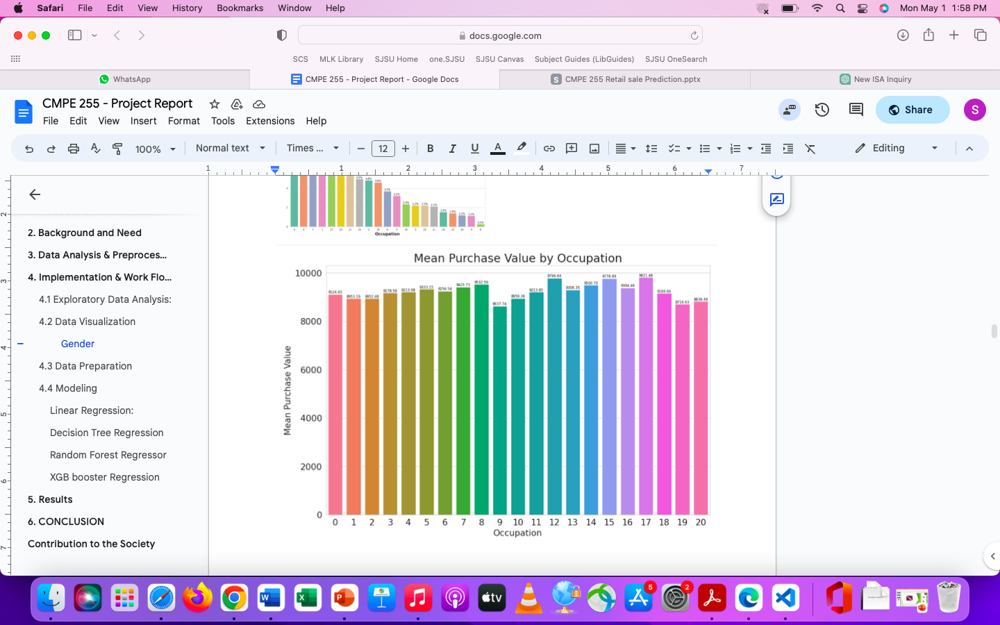 Safari File Edit View History Bookmarks Window Help Mon May 1 1:58 PM
docs.google.com
SCS MLK Library SJSU Home one.SJSU SJSU Canvas Subject Guides (LibGuides) SJSU OneSearch
WhatsApp CMPE 255 - Project Report - Google Docs S CMPE 255 Retail sale Prediction.pptx New ISA Inquiry
CMPE 255 - Project Report
File Edit View Insert Format Tools Extensions Help
Share S
100% Normal text Times ... 12 B I U A Editing
1 1 2 3 4 5 6 7
2. Background and Need
3. Data Analysis & Preproces...
4. Implementation & Work Flo...
4.1 Exploratory Data Analysis:
4.2 Data Visualization
Gender
4.3 Data Preparation
4.4 Modeling
Linear Regression:
Decision Tree Regression
Random Forest Regressor
XGB booster Regression
5. Results
6. CONCLUSION
Contribution to the Society
2
3
4
5
6
7
Occupation
Mean Purchase Value by Occupation
Mean Purchase Value
10000
8000
6000
4000
2000
0
9124.43 8953.19 8952.48 9178.59 9213.98 9333.15 9256.54 9425.73 9532.59 8637.74 8959.36 9213.85 9796.64 9306.35 9500.70 9778.89 9394.46 9821.48 9169.66 8710.63 8836.49
0 1 2 3 4 5 6 7 8 9 10 11 12 13 14 15 16 17 18 19 20
Occupation
tv 5 2